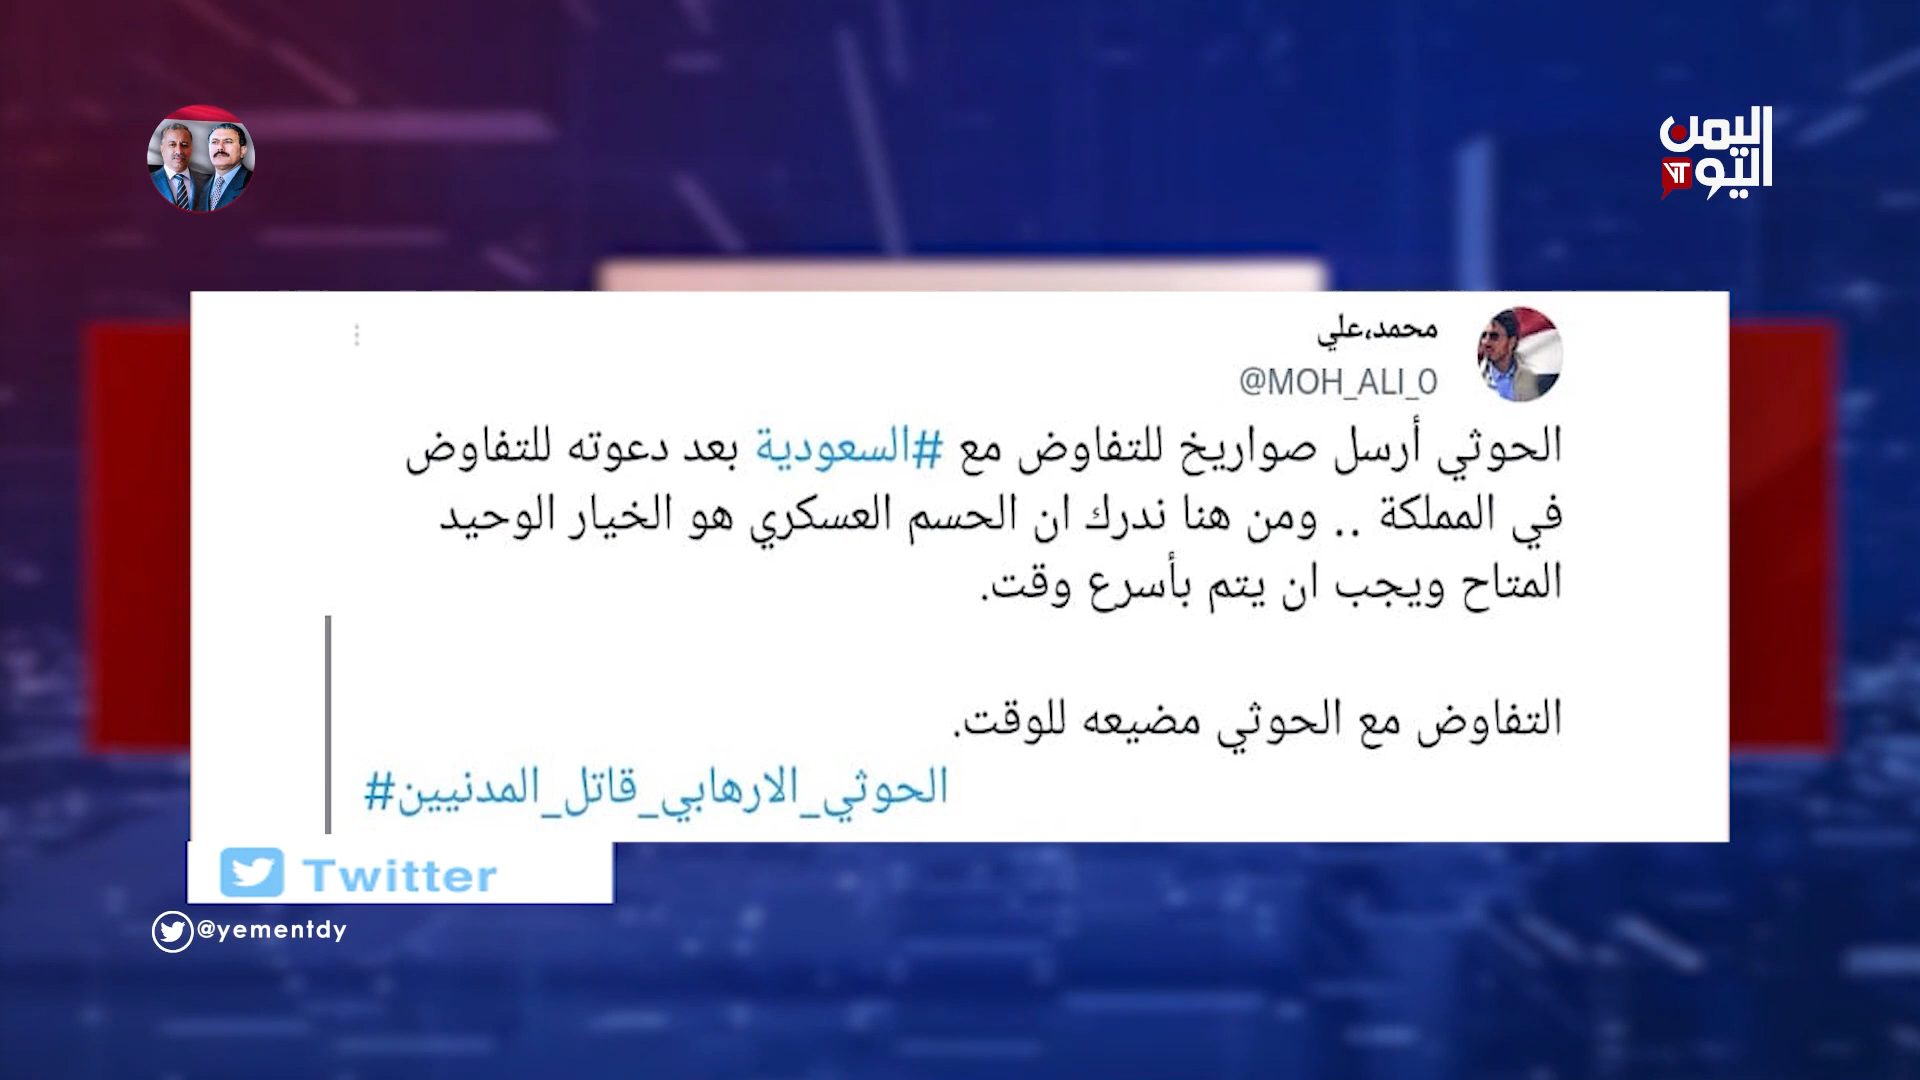 اليمن
اليوم
YT
محمد،علي
@MOH_ALI_0
الحوثي أرسل صواريخ للتفاوض مع #السعودية بعد دعوته للتفاوض
في المملكة .. ومن هنا ندرك ان الحسم العسكري هو الخيار الوحيد
المتاح ويجب ان يتم بأسرع وقت.
التفاوض مع الحوثي مضيعه للوقت.
#الحوثي_الارهابي_قاتل_المدنيين
Twitter
@yementdy